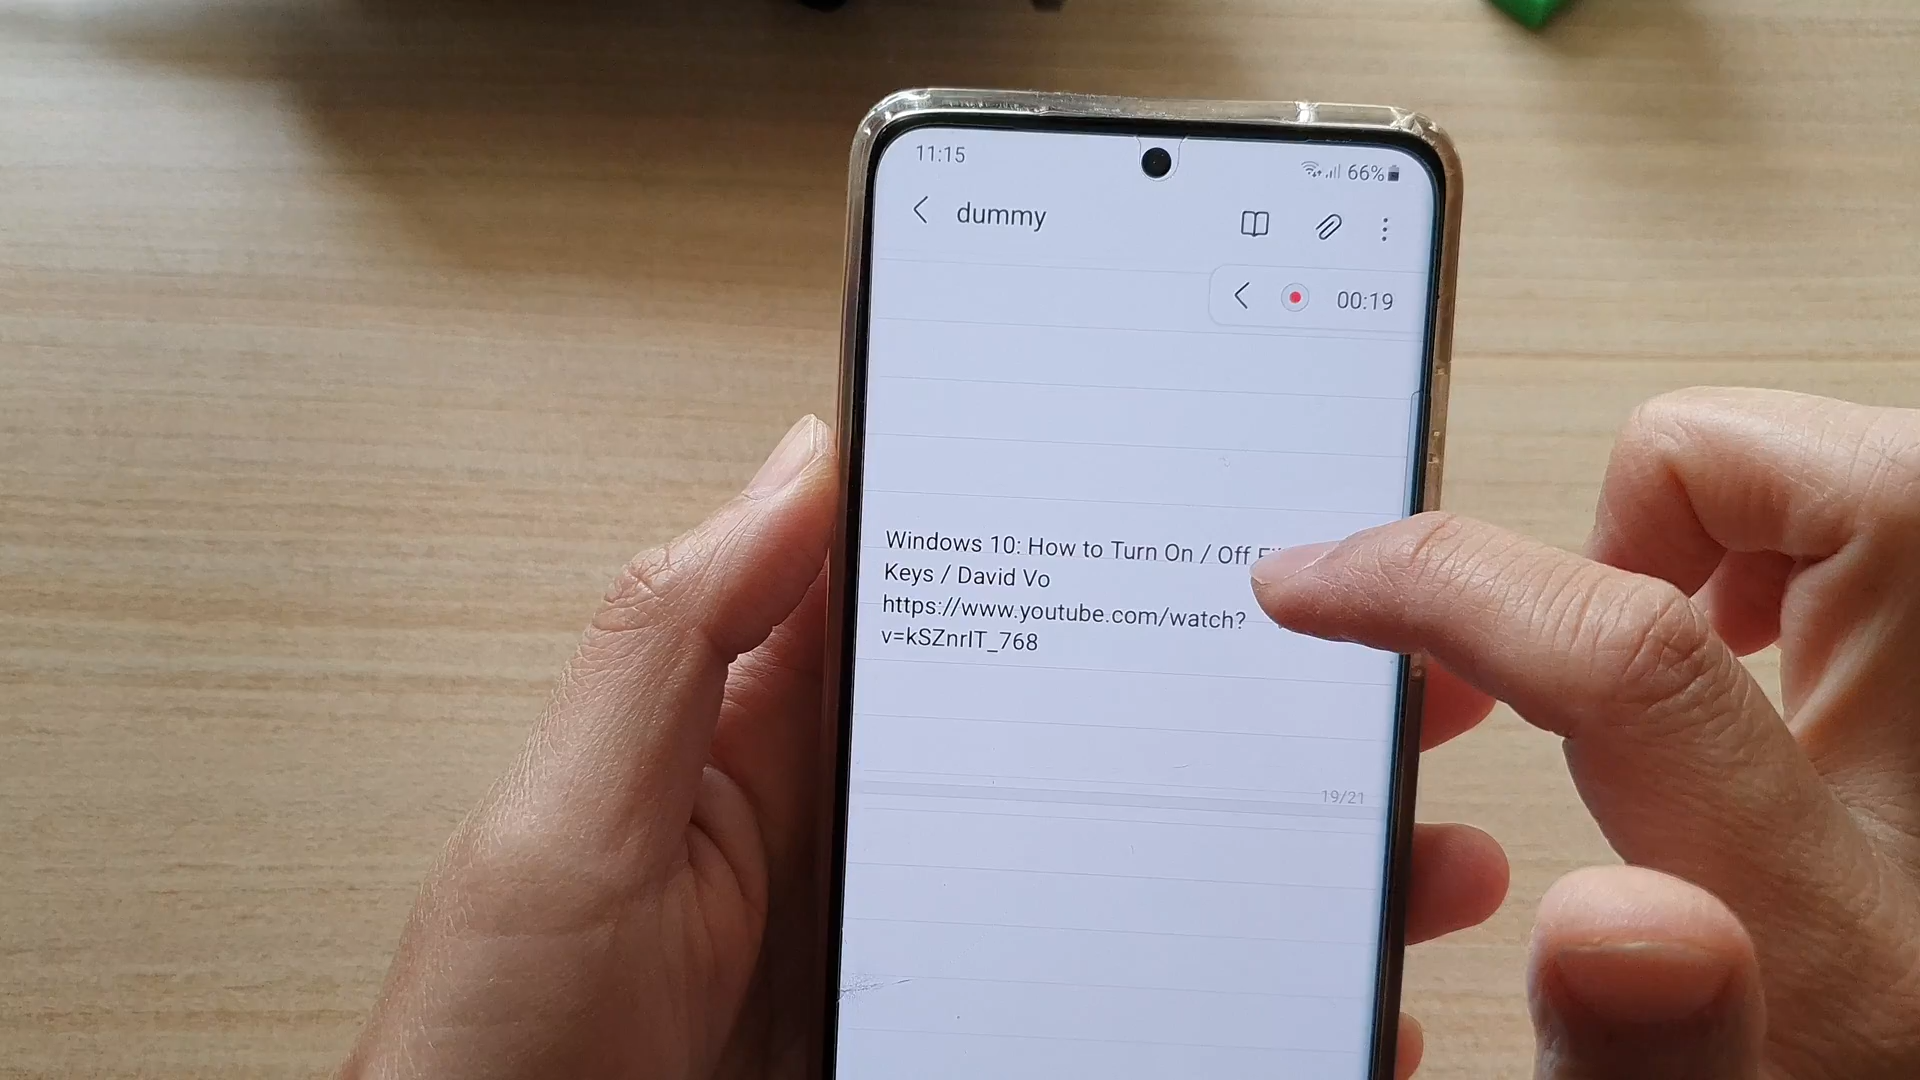 11:15
66%
dummy
00:19
Windows 10: How to Turn On / Off
Keys / David Vo
https://www.youtube.com/watch?
v=kSZnrIT_768
19/21